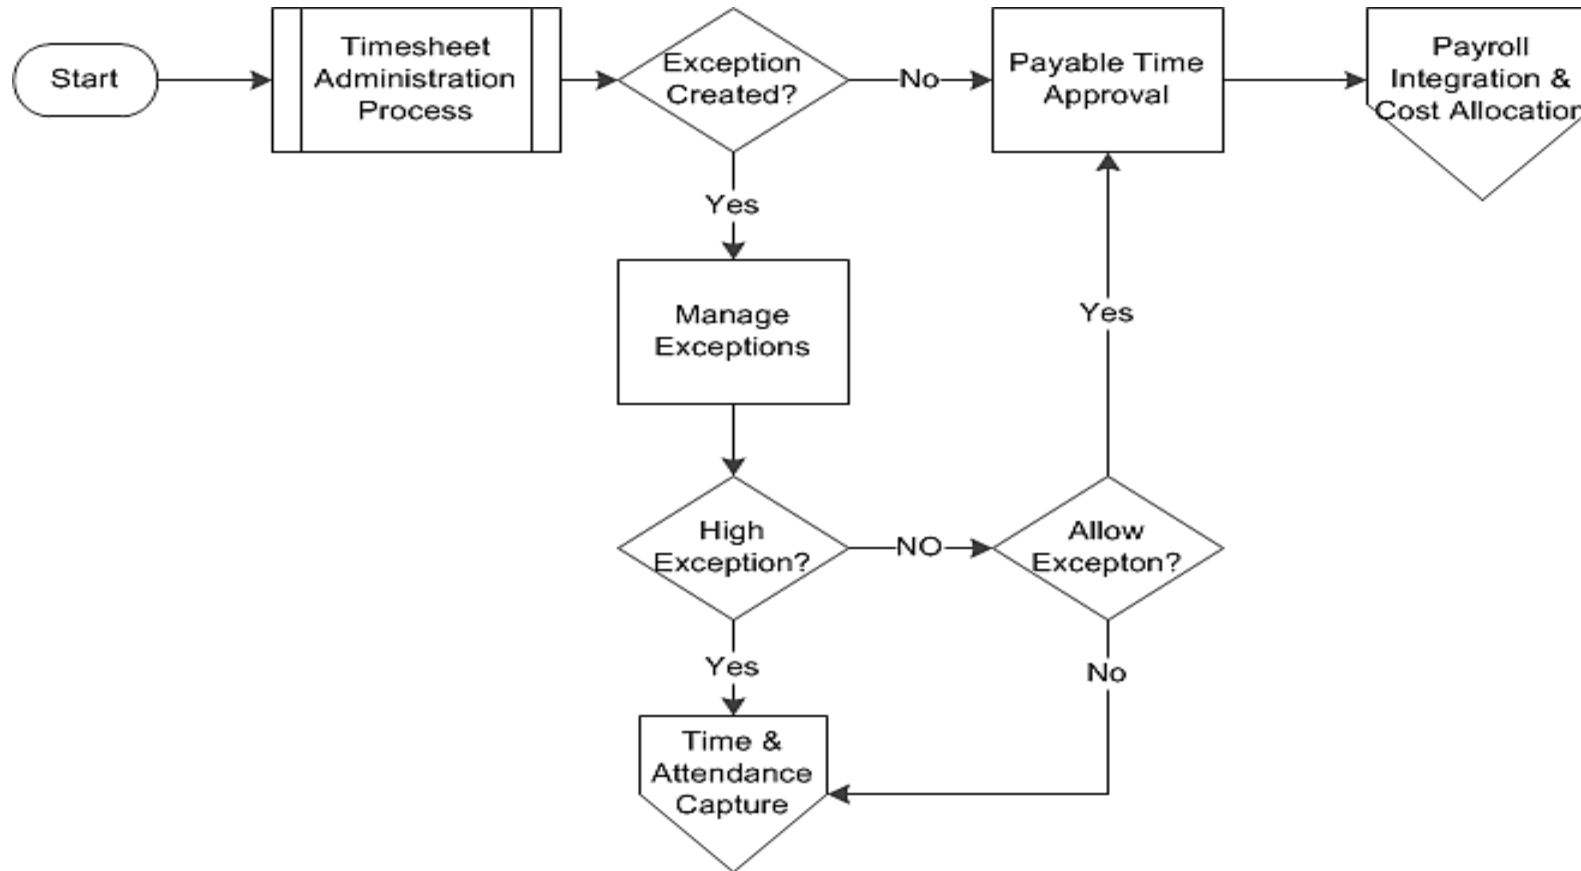 Start
Timesheet
Administration
Process
Exception
Created?
No
Payable Time
Approval
Payroll
Integration &
Cost Allocation
Yes
Manage
Exceptions
Yes
High
Exception?
NO
Allow
Excepton?
Yes
No
Time &
Attendance
Capture